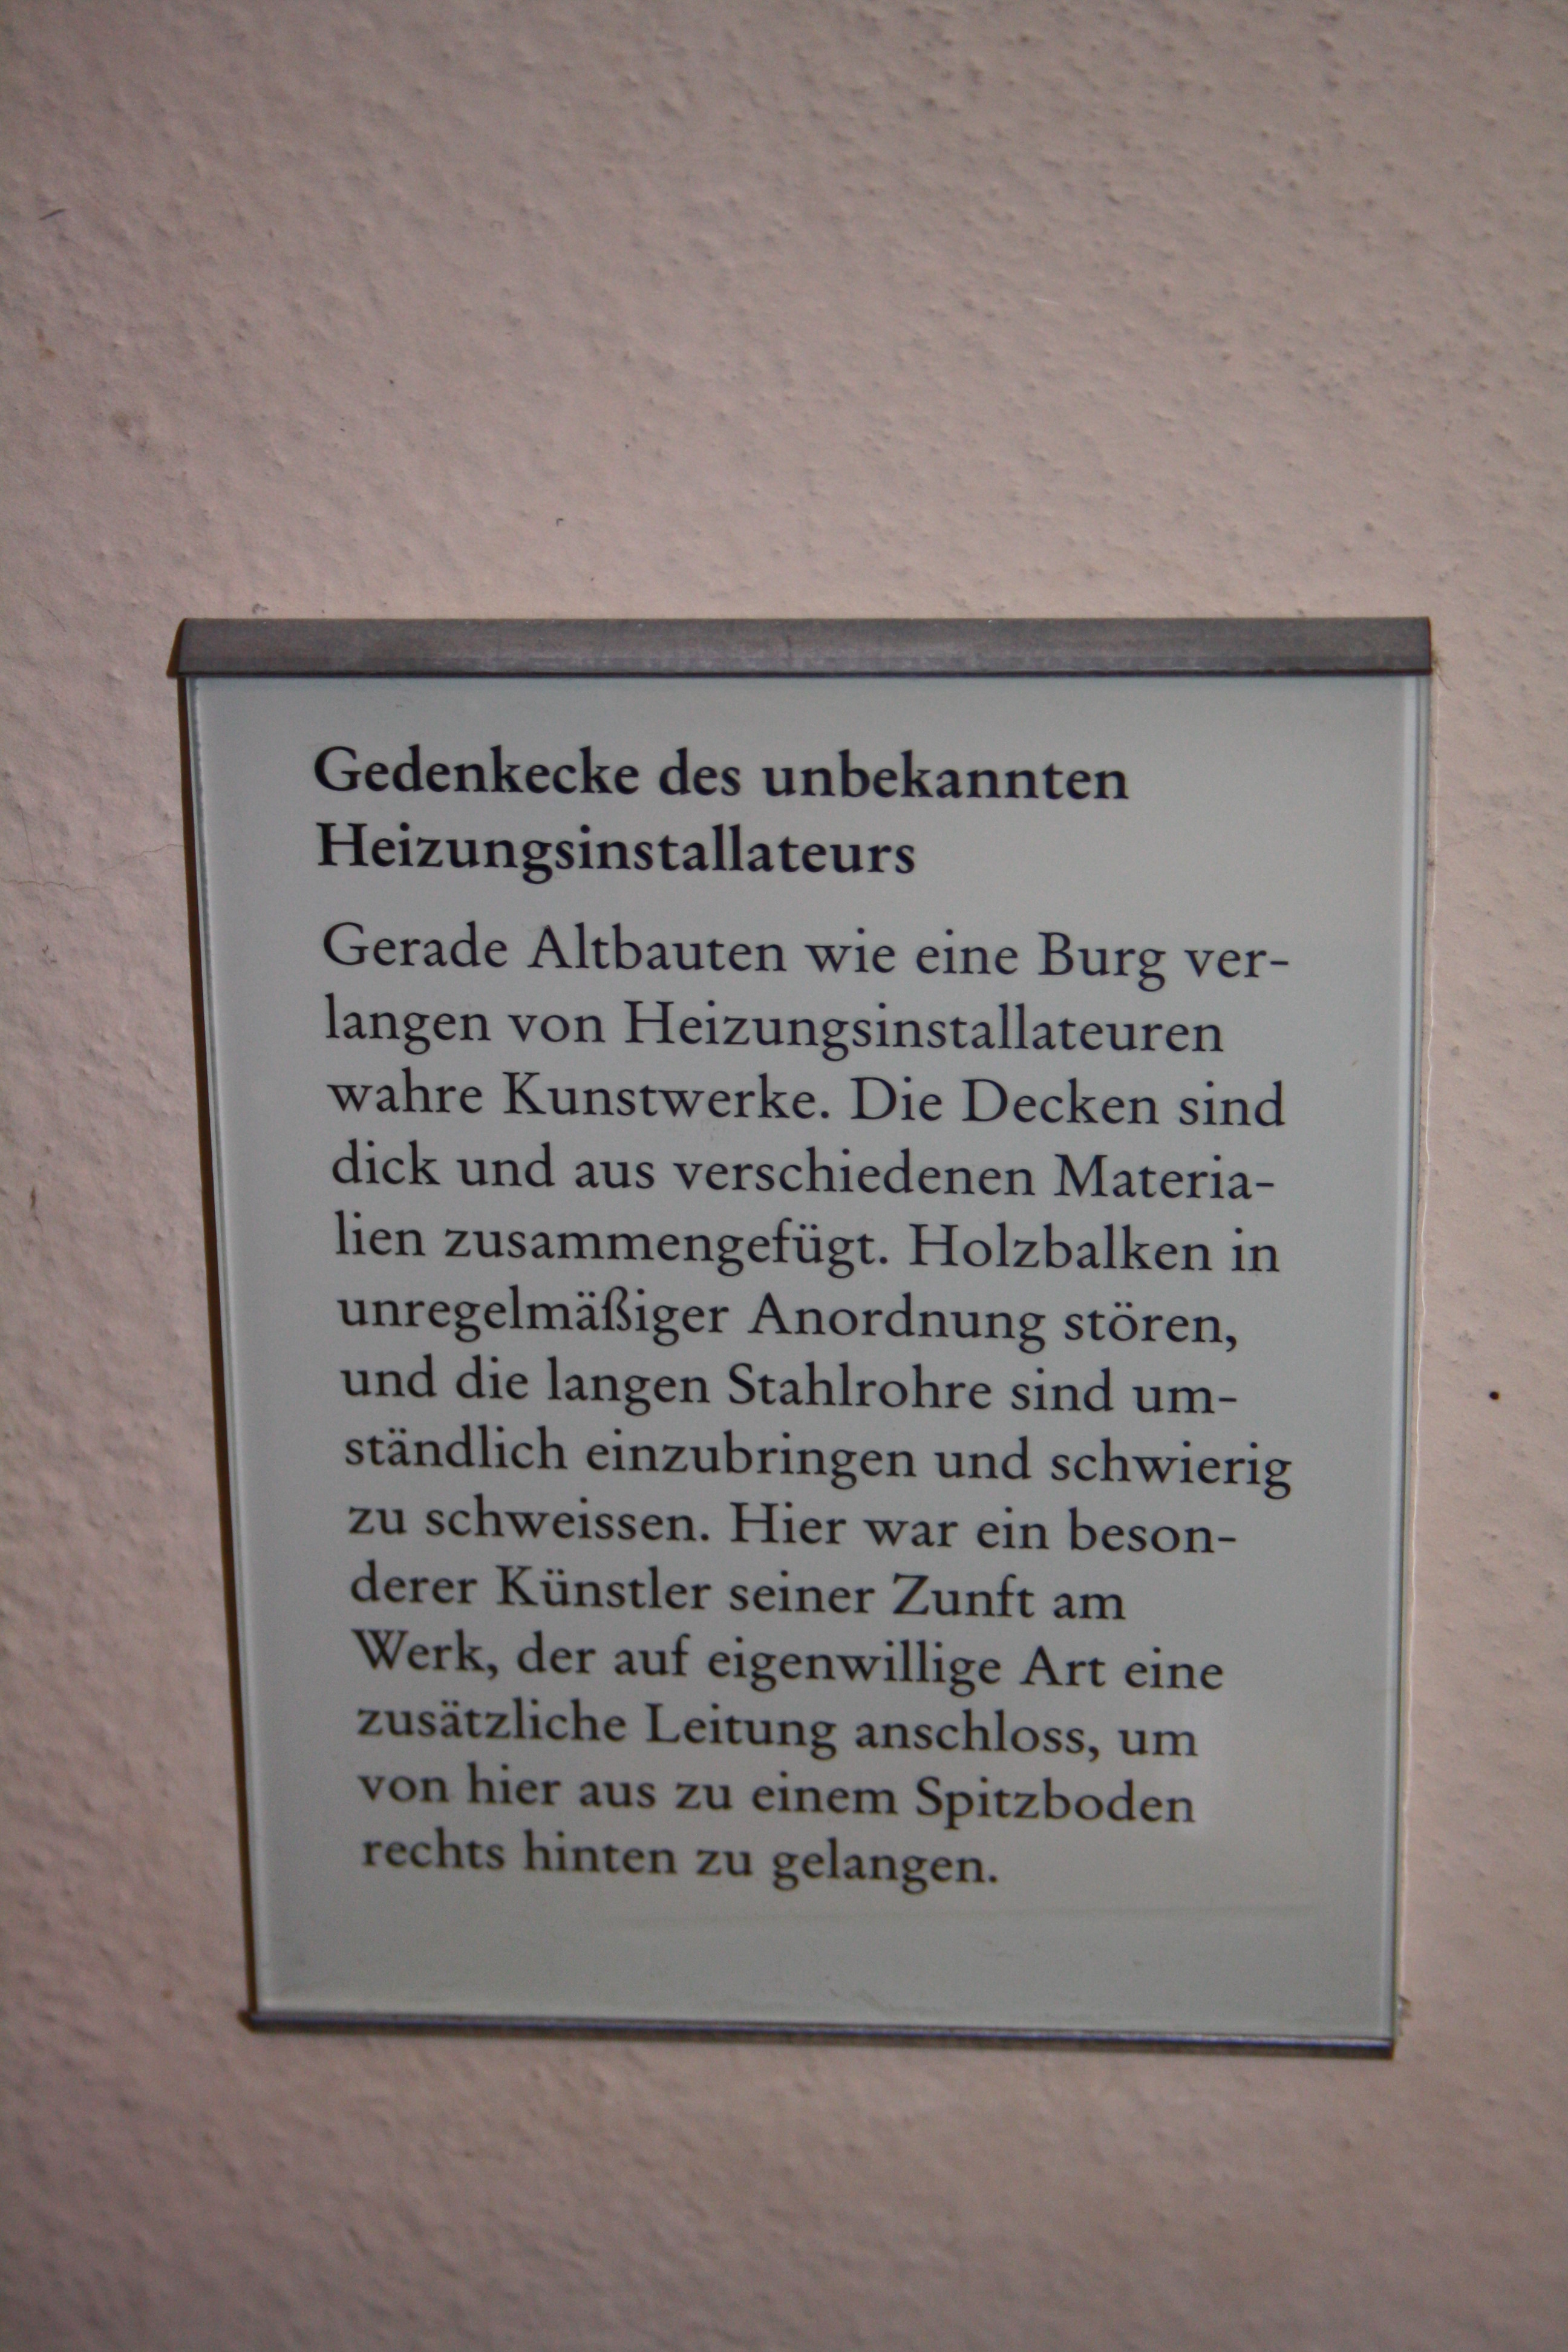 Gedenkecke des unbekannten
Heizungsinstallateurs
Gerade Altbauten wie eine Burg ver-
langen von Heizungsinstallateuren
wahre Kunstwerke. Die Decken sind
dick und aus verschiedenen Materia-
lien zusammengefügt. Holzbalken in
unregelmäßiger Anordnung stören,
und die langen Stahlrohre sind um-
ständlich einzubringen und schwierig
zu schweissen. Hier war ein beson-
derer Künstler seiner Zunft am
Werk, der auf eigenwillige Art eine
zusätzliche Leitung anschloss, um
von hier aus zu einem Spitzboden
rechts hinten zu gelangen.